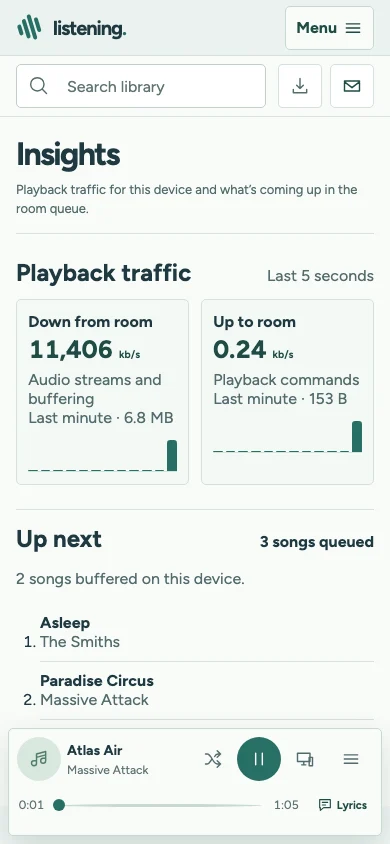 listening.
Menu
Search library
Insights
Playback traffic for this device and what's coming up in the
room queue.
Playback traffic
Last 5 seconds
Down from room
11,406 kb/s
Audio streams and
buffering
Last minute · 6.8 MB
Up to room
0.24 kb/s
Playback commands
Last minute · 153 B
Up next
3 songs queued
2 songs buffered on this device.
Asleep
1. The Smiths
Paradise Circus
2. Massive Attack
Atlas Air
Massive Attack
0:01
1:05
Lyrics